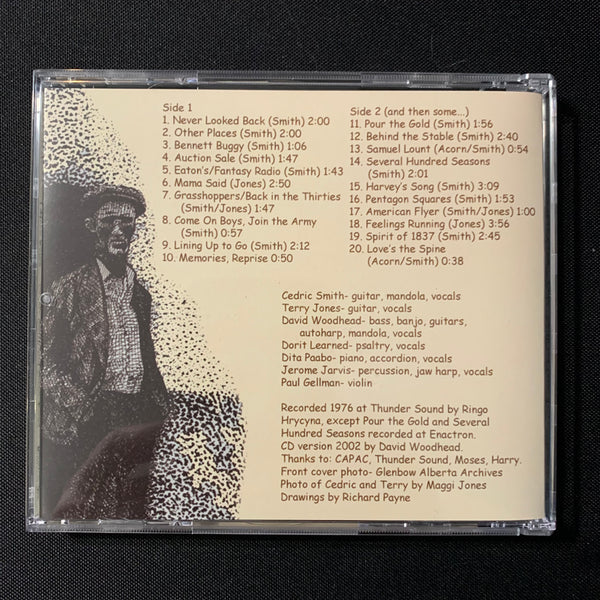 Side 1
1. Never Looked Back (Smith) 2:00
2. Other Places (Smith) 2:00
3. Bennett Buggy (Smith) 1:06
4. Auction Sale (Smith) 1:47
5. Eaton's/Fantasy Radio (Smith) 1:43
6. Mama Said (Jones) 2:50
7. Grasshoppers/Back in the Thirties
(Smith/Jones) 1:47
8. Come On Boys, Join the Army
(Smith) 0:57
9. Lining Up to Go (Smith) 2:12
10. Memories, Reprise 0:50
Side 2 (and then some...)
11. Pour the Gold (Smith) 1:56
12. Behind the Stable (Smith) 2:40
13. Samuel Lount (Acorn/Smith) 0:54
14. Several Hundred Seasons
(Smith) 2:01
15. Harvey's Song (Smith) 3:09
16. Pentagon Squares (Smith) 1:53
17. American Flyer (Smith/Jones) 1:00
18. Feelings Running (Jones) 3:56
19. Spirit of 1837 (Smith) 2:45
20. Love's the Spine
(Acorn/Smith) 0:38
Cedric Smith- guitar, mandola, vocals
Terry Jones- guitar, vocals
David Woodhead- bass, banjo, guitars,
autoharp, mandola, vocals
Dorit Learned- psaltry, vocals
Dita Paabo- piano, accordion, vocals
Jerome Jarvis- percussion, jaw harp, vocals
Paul Gellman- violin
Recorded 1976 at Thunder Sound by Ringo
Hrycyna, except Pour the Gold and Several
Hundred Seasons recorded at Enactron.
CD version 2002 by David Woodhead.
Thanks to: CAPAC, Thunder Sound, Moses, Harry.
Front cover photo- Glenbow Alberta Archives
Photo of Cedric and Terry by Maggi Jones
Drawings by Richard Payne